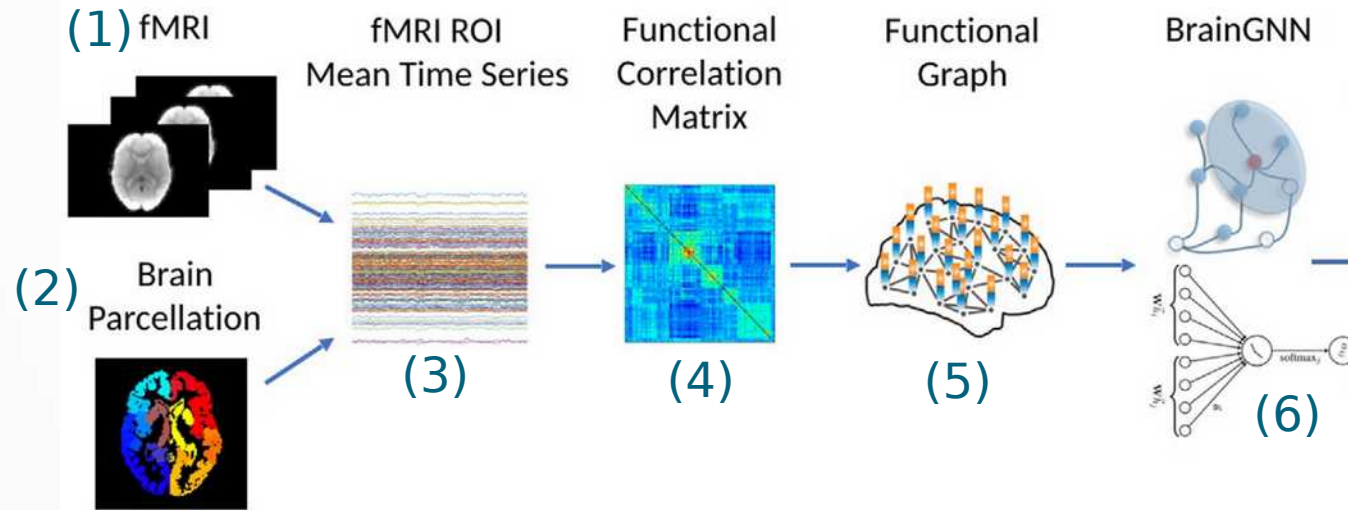 (1) fMRI
fMRI ROI
Mean Time Series
Functional
Correlation
Matrix
Functional
Graph
BrainGNN
(2) Brain
Parcellation
(3)
(4)
(5)
(6)
softmaxⱼ